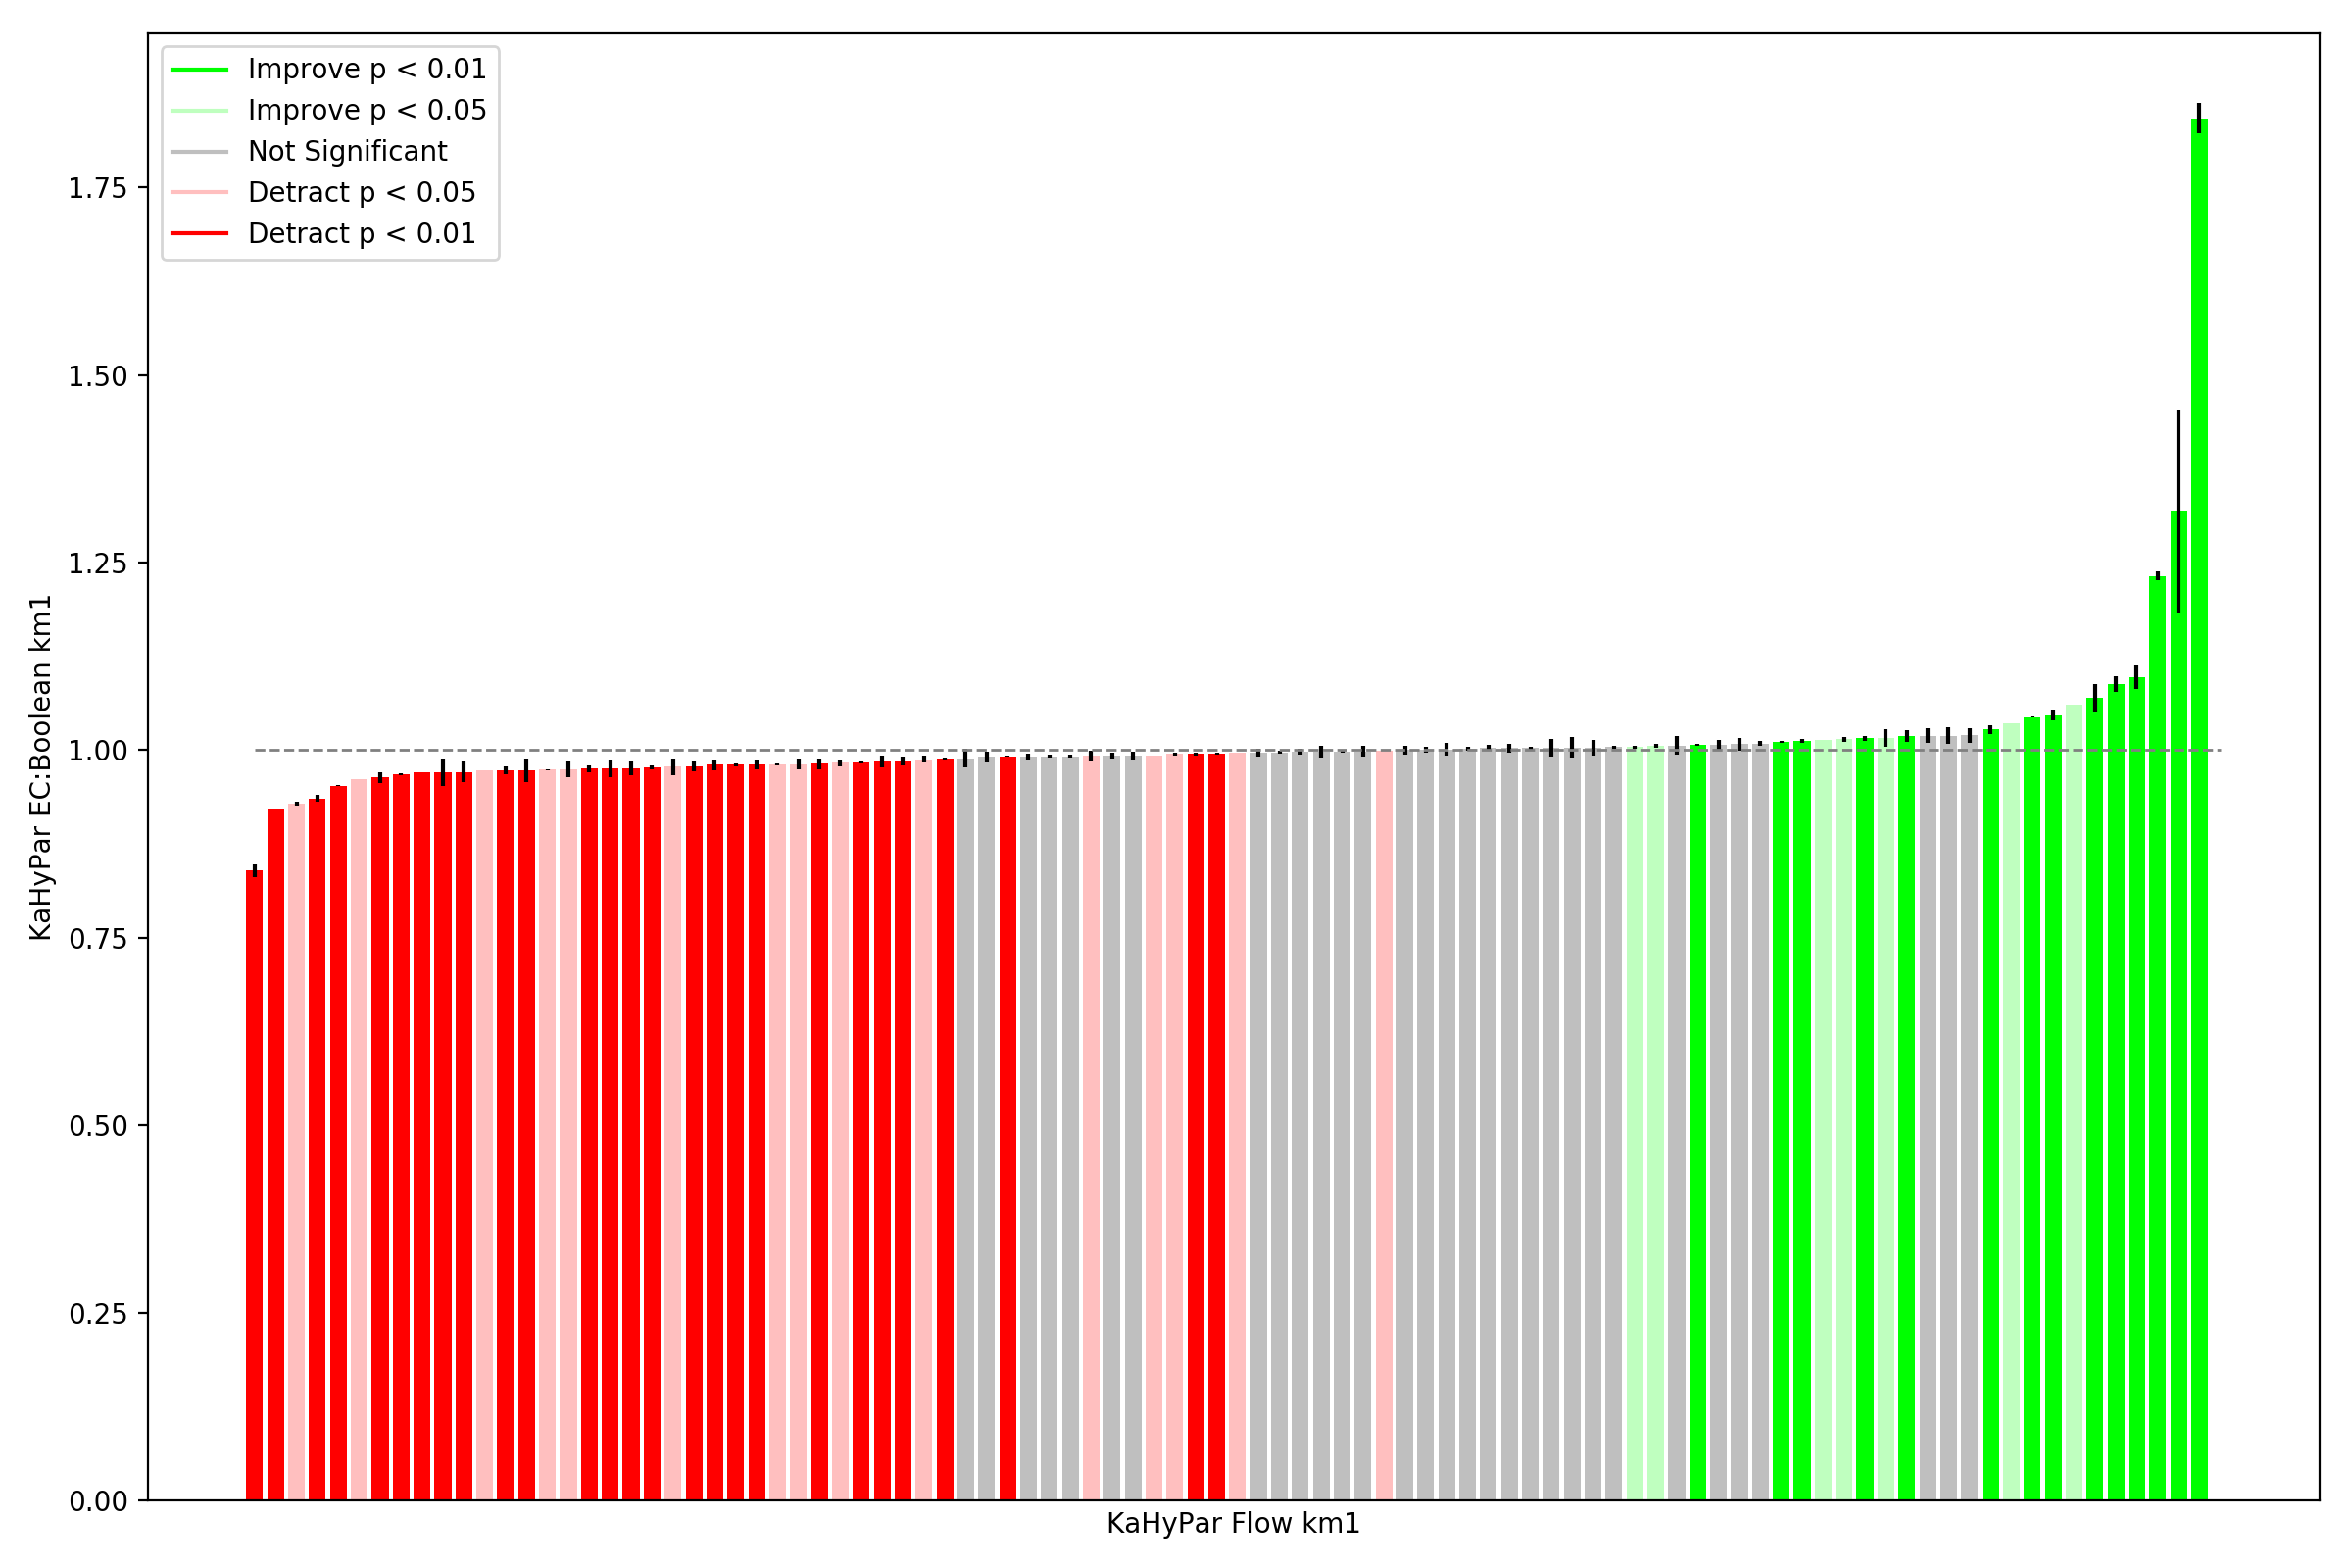 Improve p < 0.01
Improve p < 0.05
Not Significant
Detract p < 0.05
Detract p < 0.01
1.75
1.50
1.25
1.00
0.75
0.50
0.25
0.00
KaHyPar EC:Boolean km1
KaHyPar Flow km1